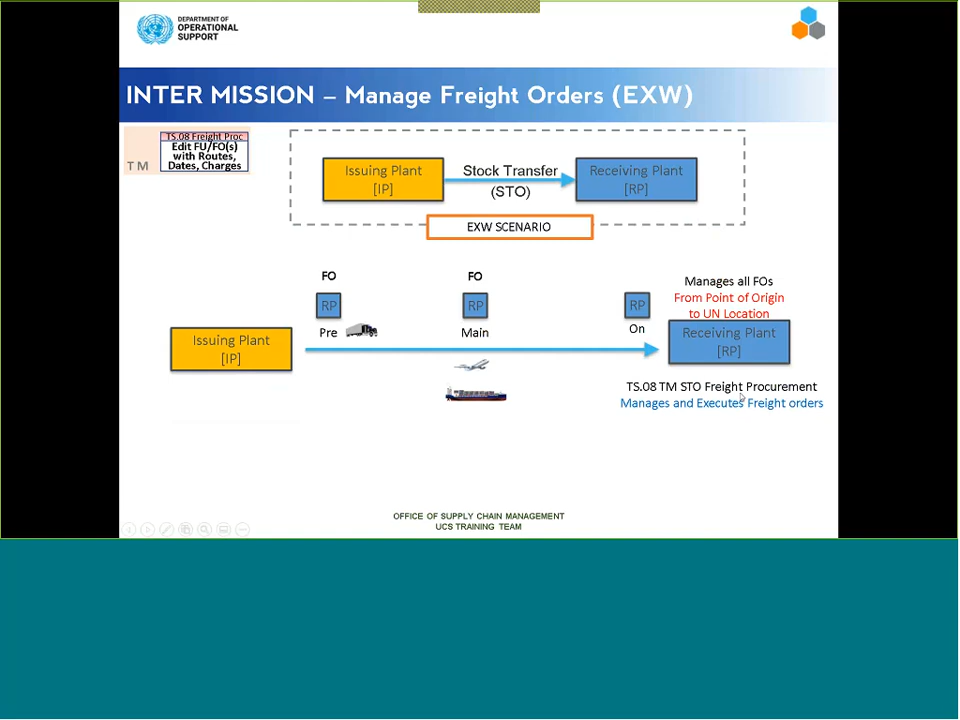 DEPARTMENT OF
OPERATIONAL
SUPPORT
INTER MISSION – Manage Freight Orders (EXW)
TS.08 Freight Proc
Edit FU/FO(s)
with Routes,
Dates, Charges
TM
Issuing Plant
[IP]
Stock Transfer
(STO)
Receiving Plant
[RP]
EXW SCENARIO
FO
FO
RP
RP
RP
Pre
Main
On
Manages all FOs
From Point of Origin
to UN Location
Issuing Plant
[IP]
Receiving Plant
[RP]
TS.08 TM STO Freight Procurement
Manages and Executes Freight orders
OFFICE OF SUPPLY CHAIN MANAGEMENT
UCS TRAINING TEAM